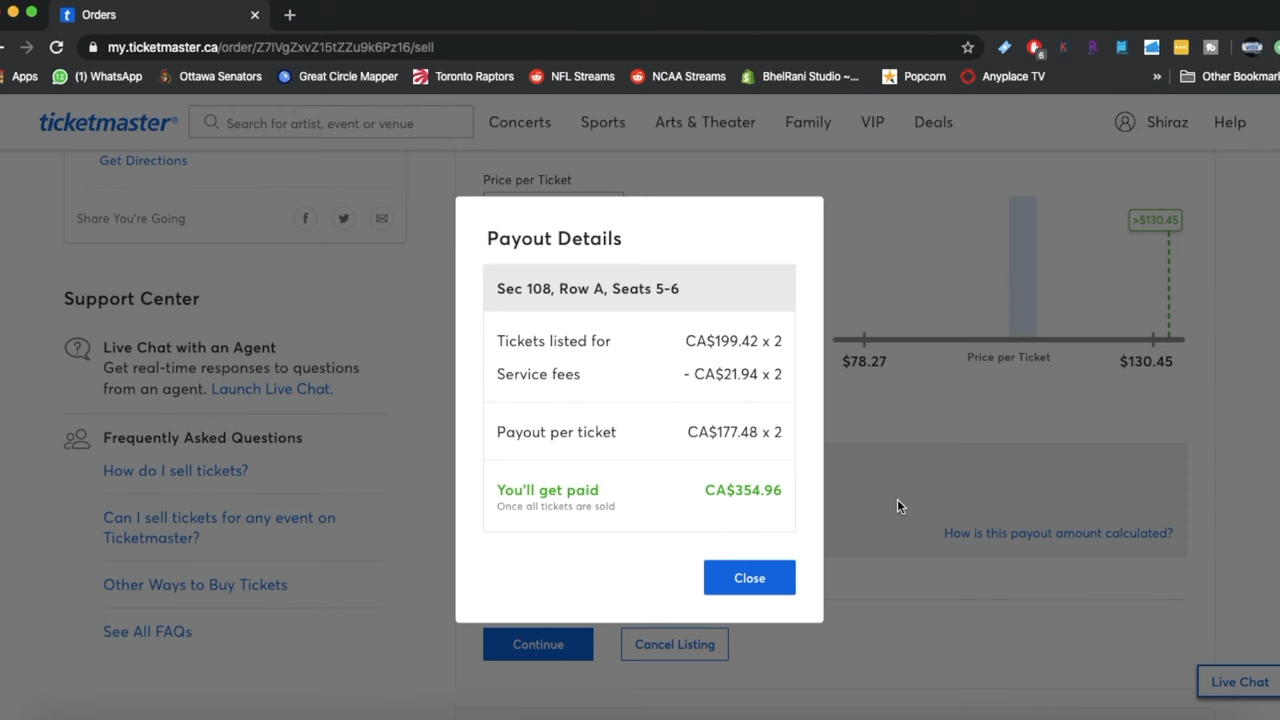 Orders
my.ticketmaster.ca/order/Z7IVgZxvZ15tZZu9k6Pz16/sell
6
Apps (1) WhatsApp Ottawa Senators Great Circle Mapper Toronto Raptors NFL Streams NCAA Streams BhelRani Studio ~... Popcorn Anyplace TV » Other Bookmar
ticketmaster® Search for artist, event or venue Concerts Sports Arts & Theater Family VIP Deals Shiraz Help
Get Directions
Share You're Going
Support Center
Live Chat with an Agent
Get real-time responses to questions
from an agent. Launch Live Chat.
Frequently Asked Questions
How do I sell tickets?
Can I sell tickets for any event on
Ticketmaster?
Other Ways to Buy Tickets
See All FAQs
Price per Ticket
Payout Details
Sec 108, Row A, Seats 5-6
Tickets listed for CA$199.42 x 2
Service fees - CA$21.94 x 2
Payout per ticket CA$177.48 x 2
You'll get paid CA$354.96
Once all tickets are sold
Close
>$130.45
$78.27 Price per Ticket $130.45
How is this payout amount calculated?
Continue Cancel Listing
Live Chat